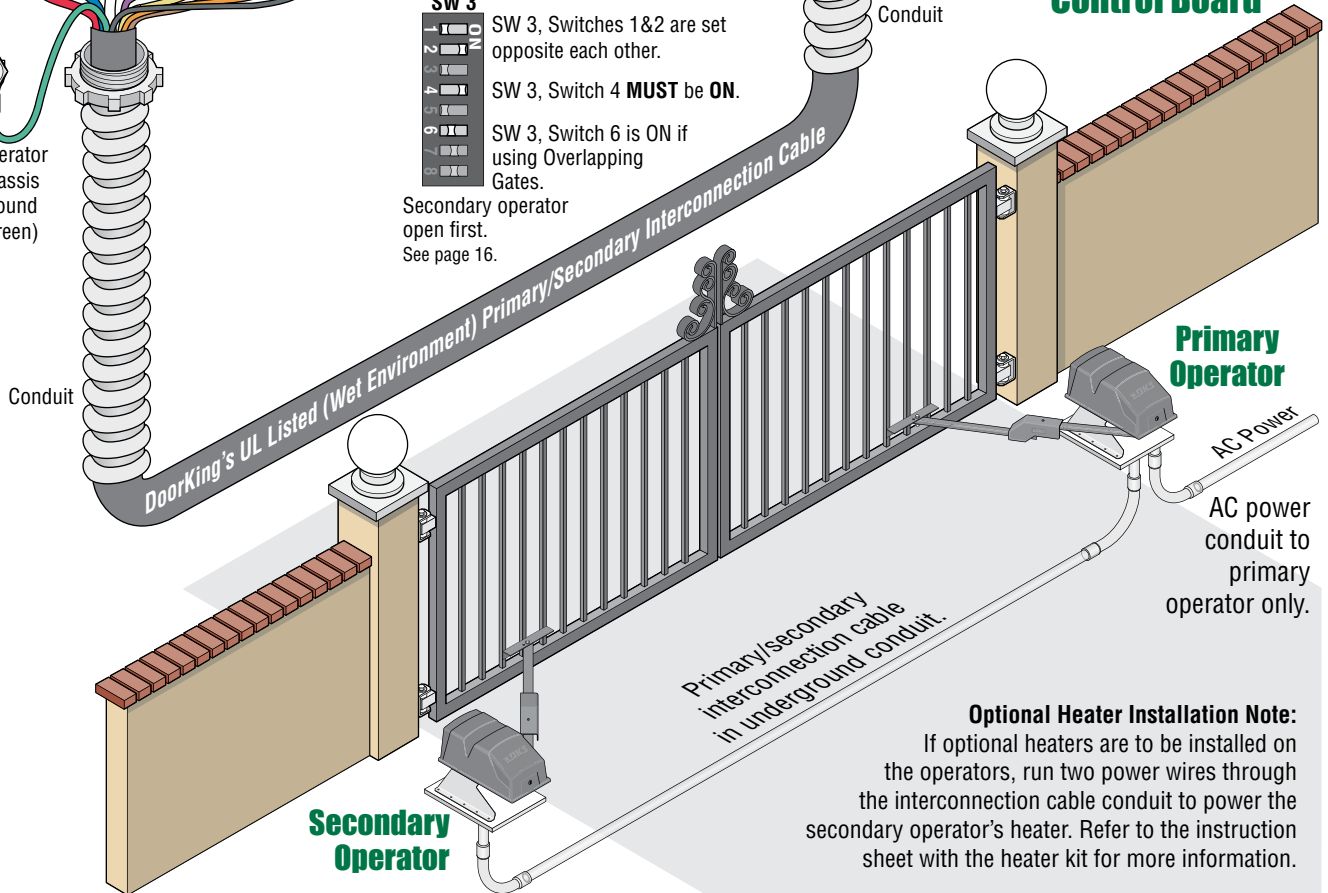 SW 3
ON
1
2
3
4
5
6
7
8
SW 3, Switches 1&2 are set
opposite each other.
SW 3, Switch 4 MUST be ON.
SW 3, Switch 6 is ON if
using Overlapping
Gates.
Secondary operator
open first.
See page 16.
Conduit
Control Board
erator
assis
ound
reen)
Conduit
DoorKing's UL Listed (Wet Environment) Primary/Secondary Interconnection Cable
Primary
Operator
AC Power
AC power
conduit to
primary
operator only.
Primary/secondary
interconnection cable
in underground conduit.
Secondary
Operator
Optional Heater Installation Note:
If optional heaters are to be installed on
the operators, run two power wires through
the interconnection cable conduit to power the
secondary operator's heater. Refer to the instruction
sheet with the heater kit for more information.